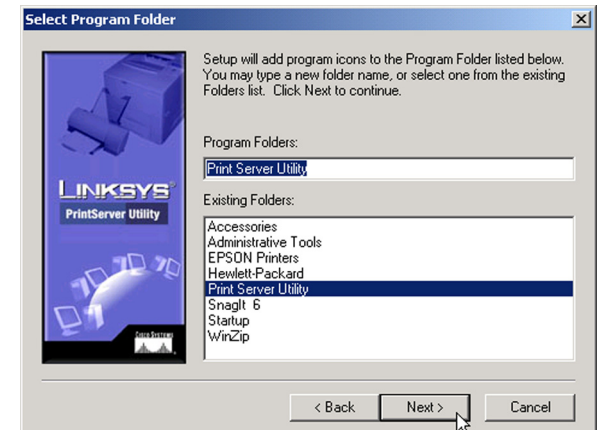 Select Program Folder
Setup will add program icons to the Program Folder listed below.
You may type a new folder name, or select one from the existing
Folders list. Click Next to continue.
Program Folders:
Print Server Utility
LINKSYS®
PrintServer Utility
Existing Folders:
Accessories
Administrative Tools
EPSON Printers
Hewlett-Packard
Print Server Utility
SnagIt 6
Startup
WinZip
Cisco Systems
< Back
Next >
Cancel